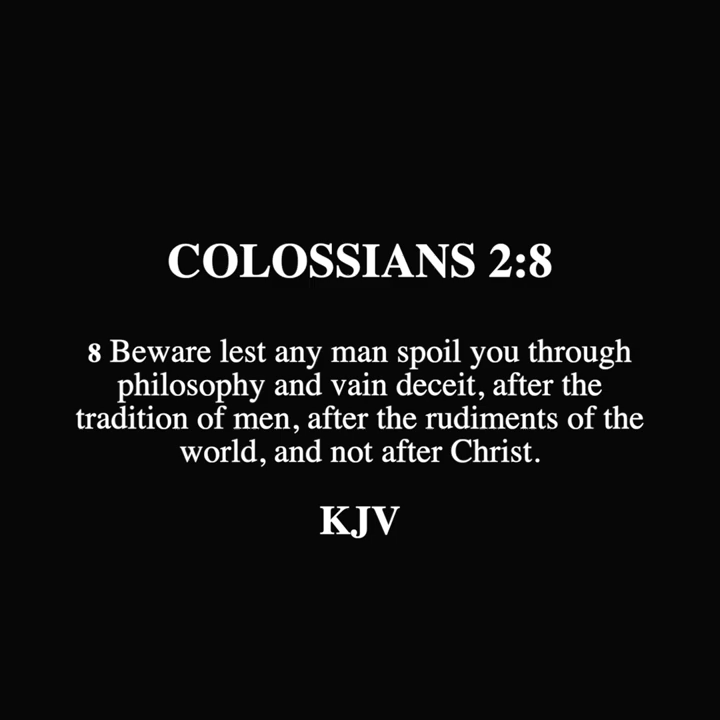 COLOSSIANS 2:8
8 Beware lest any man spoil you through
philosophy and vain deceit, after the
tradition of men, after the rudiments of the
world, and not after Christ.
KJV